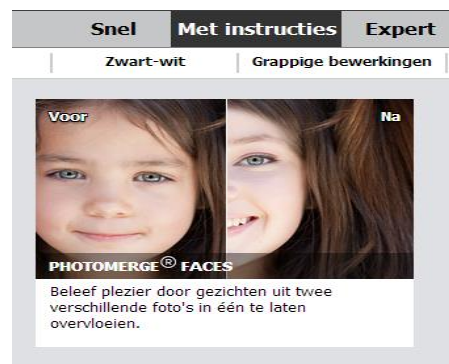 Snel Met instructies Expert
Zwart-wit Grappige bewerkingen
Voor Na
PHOTOMERGE® FACES
Beleef plezier door gezichten uit twee
verschillende foto's in één te laten
overvloeien.